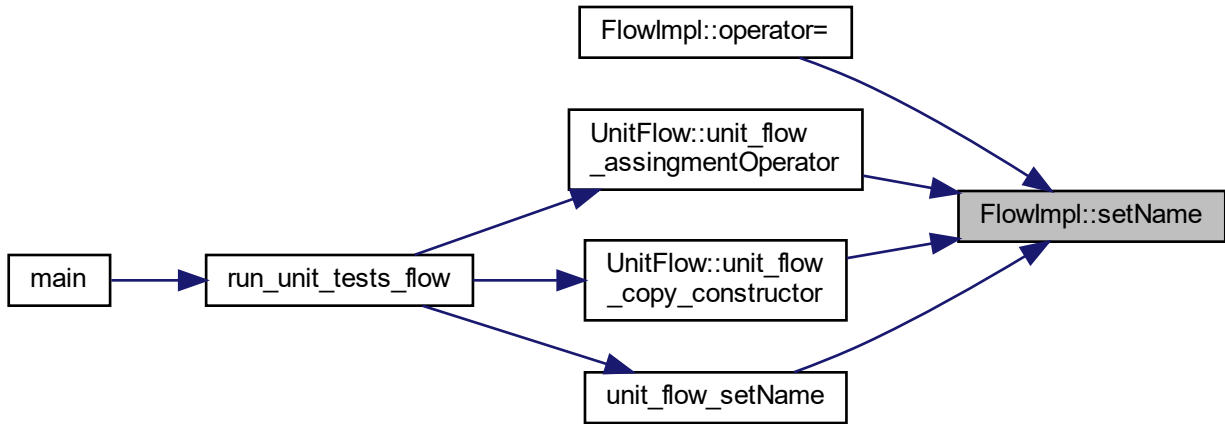 FlowImpl::operator=
UnitFlow::unit_flow
_assingmentOperator
FlowImpl::setName
UnitFlow::unit_flow
_copy_constructor
main
run_unit_tests_flow
unit_flow_setName